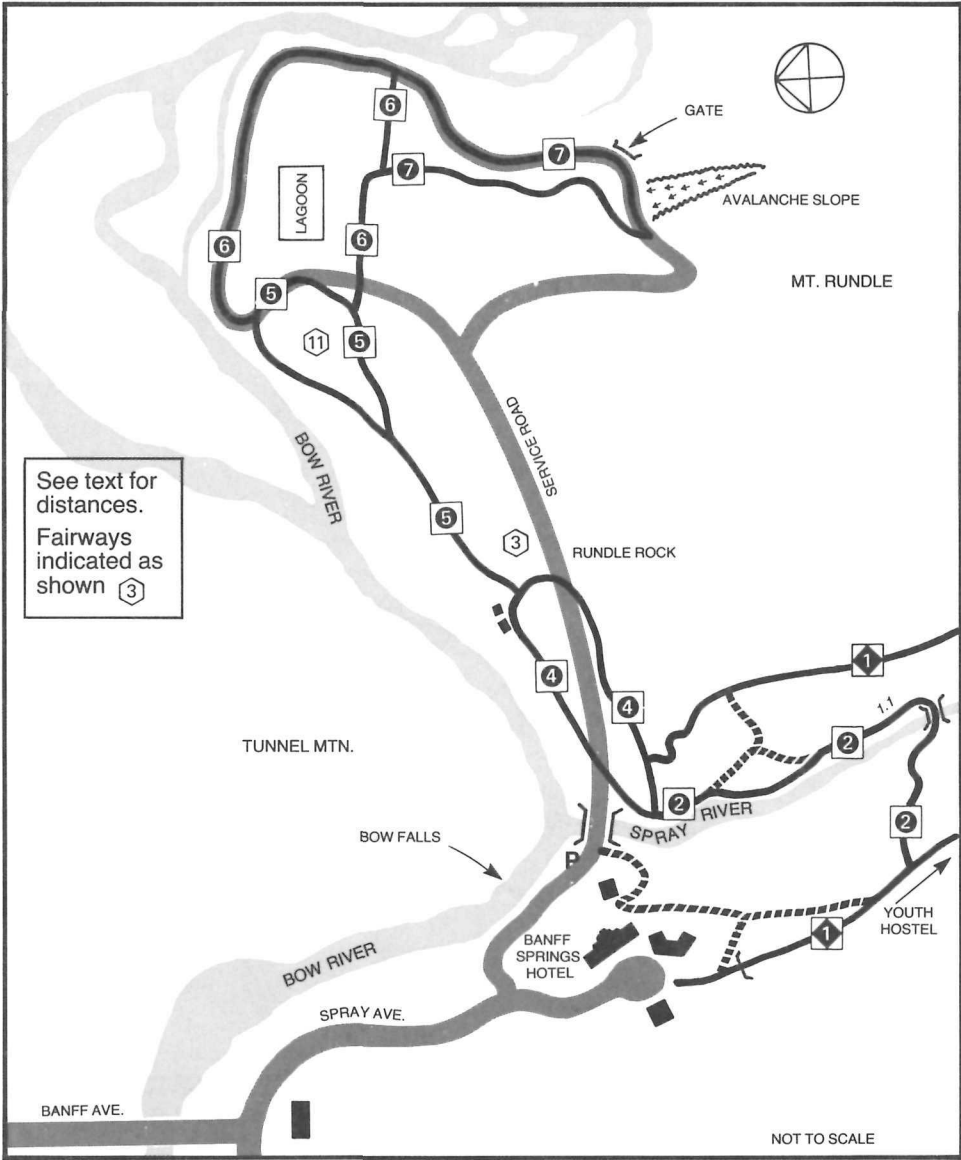 GATE
AVALANCHE SLOPE
MT. RUNDLE
LAGOON
6
7
7
6
6
5
5
11
SERVICE ROAD
BOW RIVER
See text for
distances.
Fairways
indicated as
shown 3
5
3
RUNDLE ROCK
4
4
1
1.1
2
2
2
TUNNEL MTN.
SPRAY RIVER
BOW FALLS
P
YOUTH
HOSTEL
1
BANFF
SPRINGS
HOTEL
BOW RIVER
SPRAY AVE.
BANFF AVE.
NOT TO SCALE